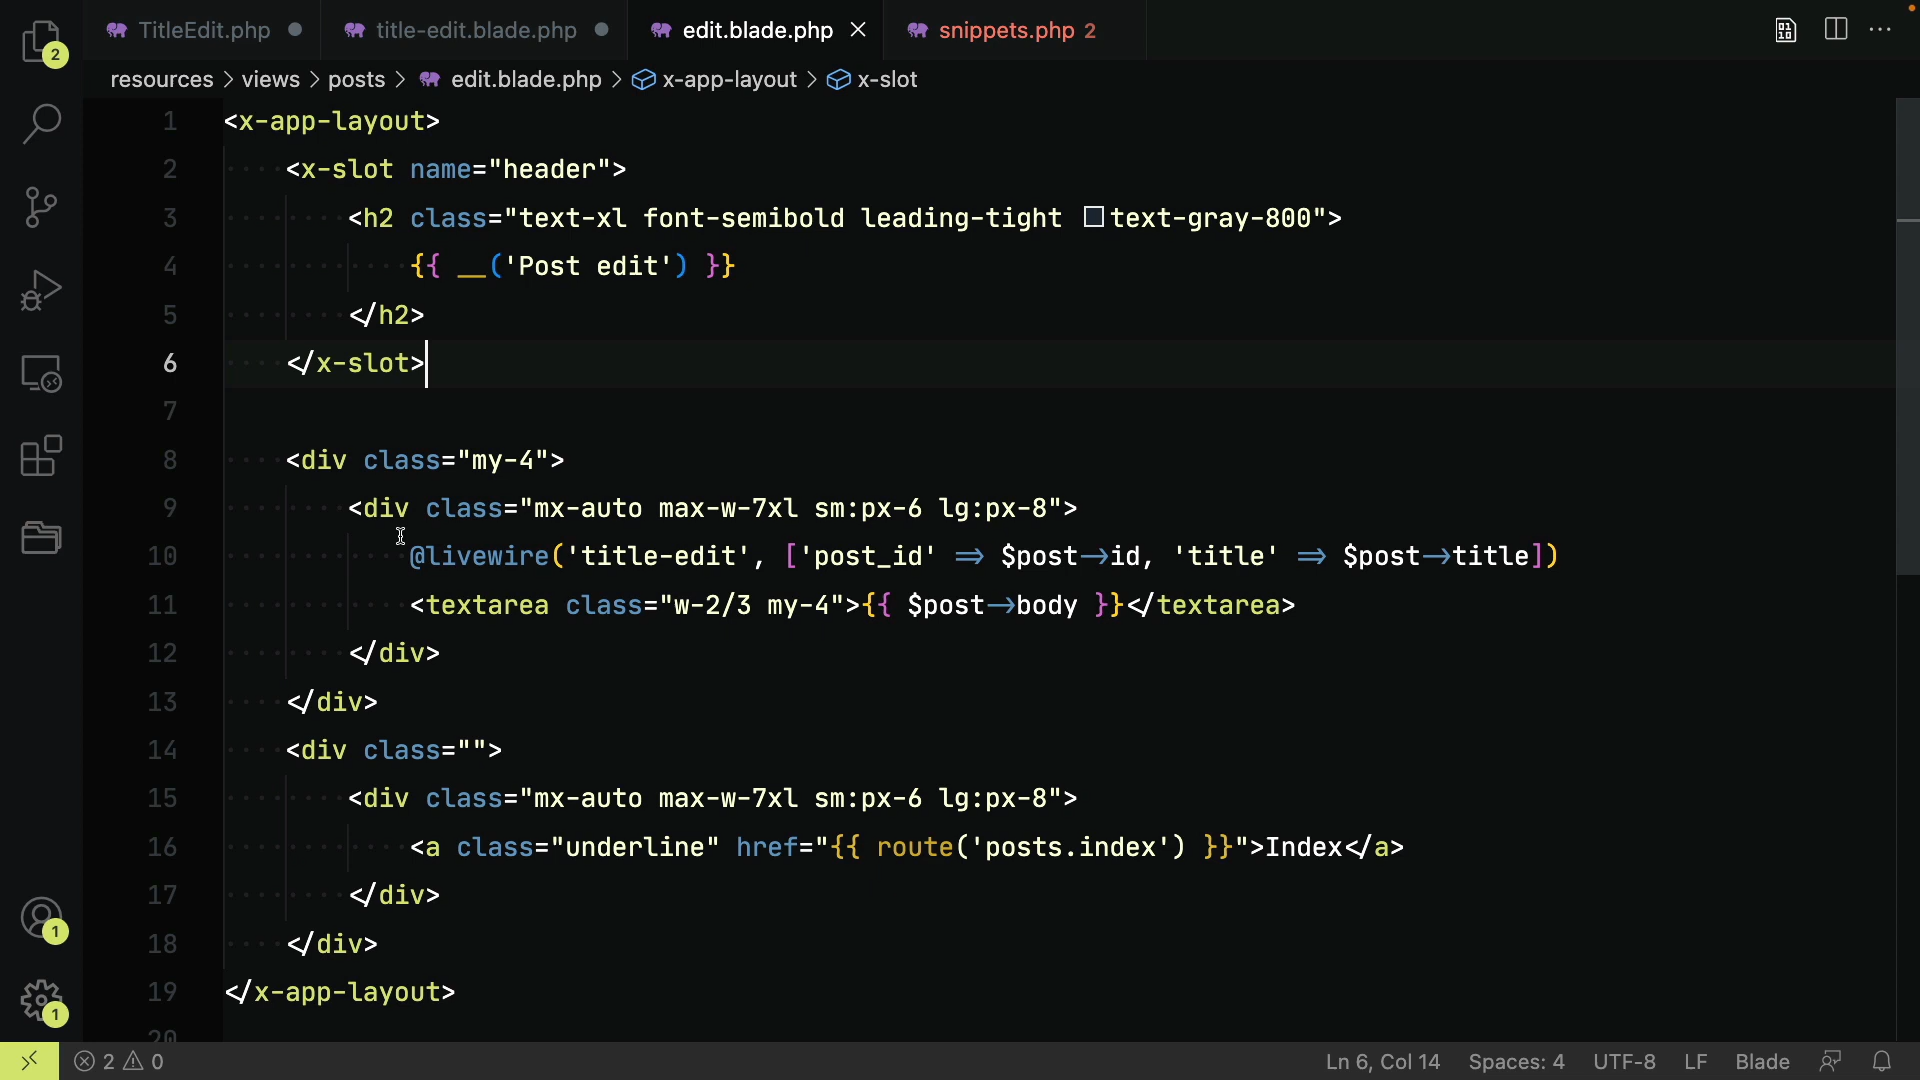 TitleEdit.php
title-edit.blade.php
edit.blade.php
snippets.php 2
2
resources > views > posts > edit.blade.php > x-app-layout > x-slot
1 <x-app-layout>
2 <x-slot name="header">
3 <h2 class="text-xl font-semibold leading-tight text-gray-800">
4 {{ __('Post edit') }}
5 </h2>
6 </x-slot>
7
8 <div class="my-4">
9 <div class="mx-auto max-w-7xl sm:px-6 lg:px-8">
10 @livewire('title-edit', ['post_id' => $post->id, 'title' => $post->title])
11 <textarea class="w-2/3 my-4">{{ $post->body }}</textarea>
12 </div>
13 </div>
14 <div class="">
15 <div class="mx-auto max-w-7xl sm:px-6 lg:px-8">
16 <a class="underline" href="{{ route('posts.index') }}">Index</a>
17 </div>
18 </div>
19 </x-app-layout>
20
1
1
2 0
Ln 6, Col 14 Spaces: 4 UTF-8 LF Blade